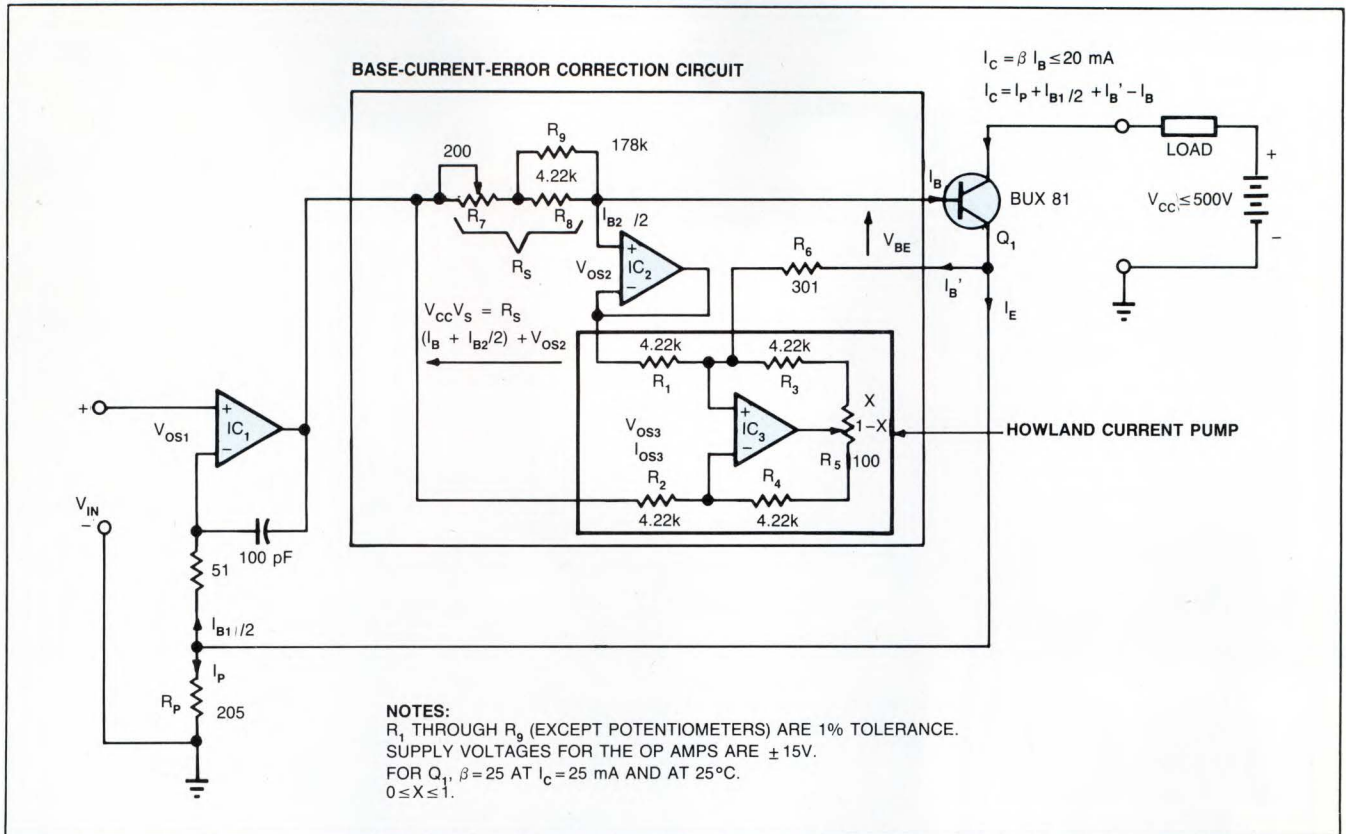 I_C = β I_B ≤ 20 mA
I_C = I_P + I_B1/2 + I_B' − I_B
BASE-CURRENT-ERROR CORRECTION CIRCUIT
R_9
178k
200
4.22k
R_7
R_8
R_S
I_B2 /2
V_OS2
+
IC_2
−
I_B
BUX 81
Q_1
LOAD
+
V_CC ≤ 500V
−
V_BE
R_6
301
I_B'
I_E
V_CC V_S = R_S
(I_B + I_B2/2) + V_OS2
4.22k
R_1
4.22k
R_3
V_OS3
I_OS3
+
IC_3
−
X
1−X
R_5
100
HOWLAND CURRENT PUMP
R_2
4.22k
R_4
4.22k
+
V_OS1
+
IC_1
−
V_IN
−
100 pF
51
I_B1/2
I_P
R_P
205
NOTES:
R_1 THROUGH R_9 (EXCEPT POTENTIOMETERS) ARE 1% TOLERANCE.
SUPPLY VOLTAGES FOR THE OP AMPS ARE ±15V.
FOR Q_1, β=25 AT I_C=25 mA AND AT 25°C.
0≤X≤1.